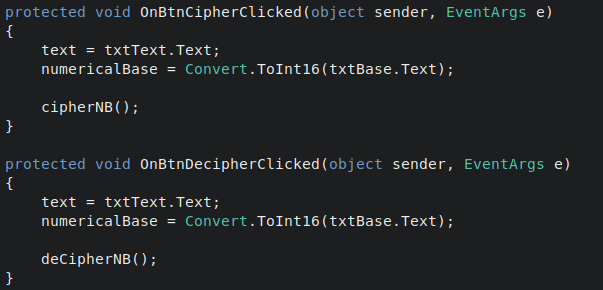 protected void OnBtnCipherClicked(object sender, EventArgs e)
{
    text = txtText.Text;
    numericalBase = Convert.ToInt16(txtBase.Text);

    cipherNB();
}

protected void OnBtnDecipherClicked(object sender, EventArgs e)
{
    text = txtText.Text;
    numericalBase = Convert.ToInt16(txtBase.Text);

    deCipherNB();
}